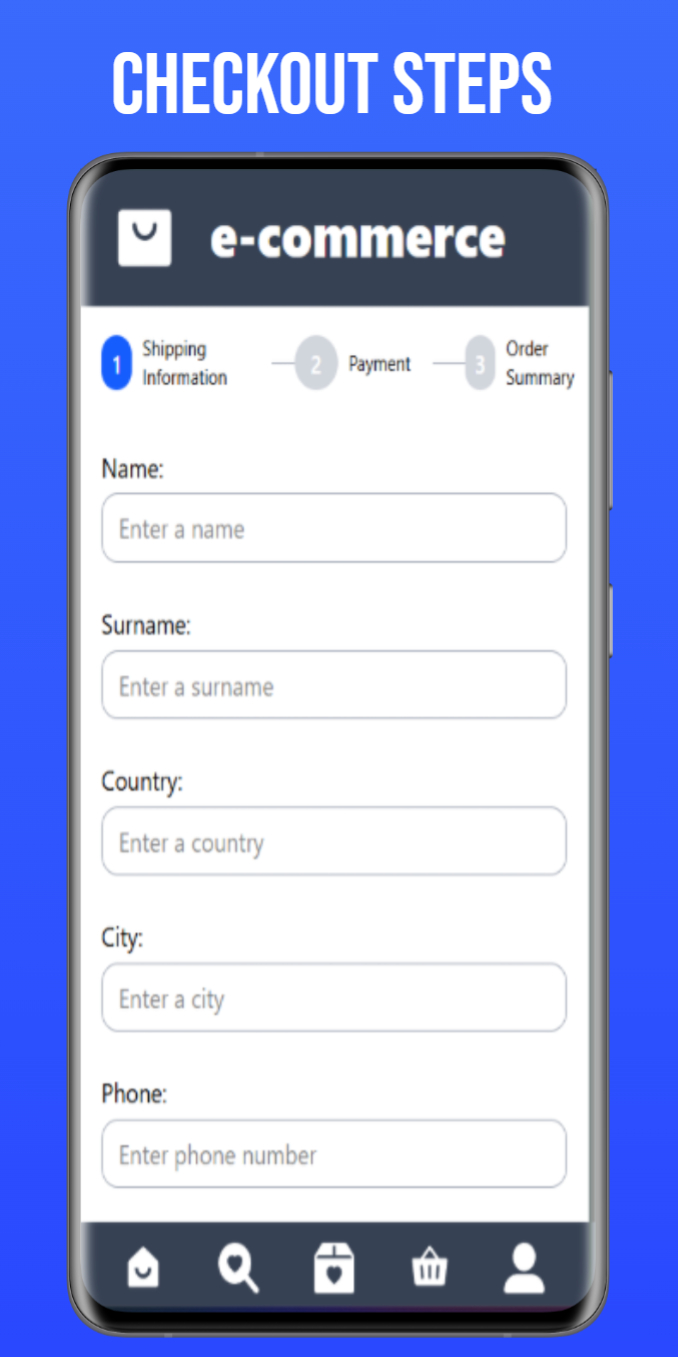 CHECKOUT STEPS
e-commerce
1 Shipping Information
2 Payment
3 Order Summary
Name:
Enter a name
Surname:
Enter a surname
Country:
Enter a country
City:
Enter a city
Phone:
Enter phone number